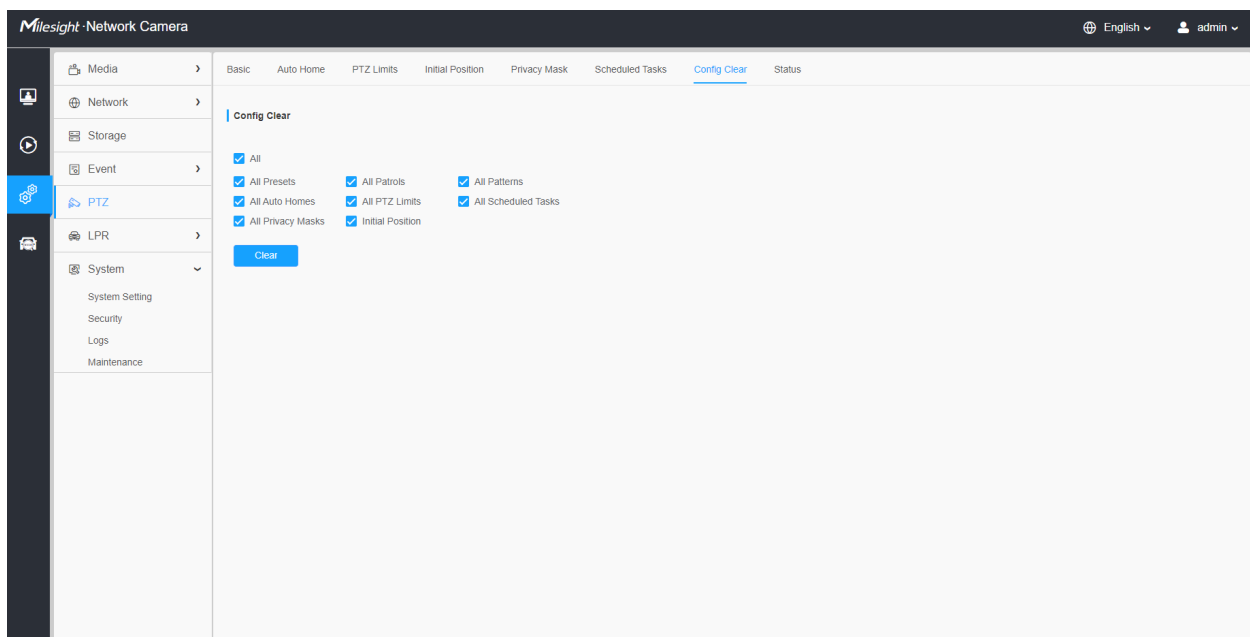 Milesight · Network Camera
English
admin
Media
Network
Storage
Event
PTZ
LPR
System
System Setting
Security
Logs
Maintenance
Basic Auto Home PTZ Limits Initial Position Privacy Mask Scheduled Tasks Config Clear Status
Config Clear
All
All Presets All Patrols All Patterns
All Auto Homes All PTZ Limits All Scheduled Tasks
All Privacy Masks Initial Position
Clear